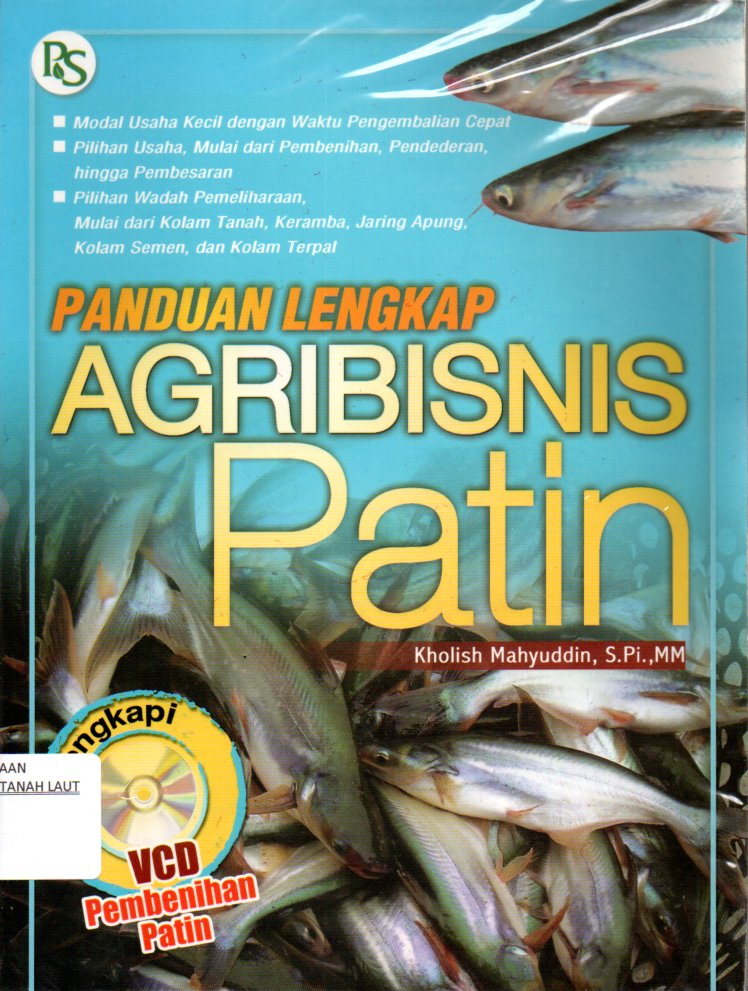 PS
■ Modal Usaha Kecil dengan Waktu Pengembalian Cepat
■ Pilihan Usaha, Mulai dari Pembenihan, Pendederan,
hingga Pembesaran
■ Pilihan Wadah Pemeliharaan,
Mulai dari Kolam Tanah, Keramba, Jaring Apung,
Kolam Semen, dan Kolam Terpal
PANDUAN LENGKAP
AGRIBISNIS
Patin
Kholish Mahyuddin, S.Pi.,MM
ngkapi
AAN
TANAH LAUT
VCD
Pembenihan
Patin